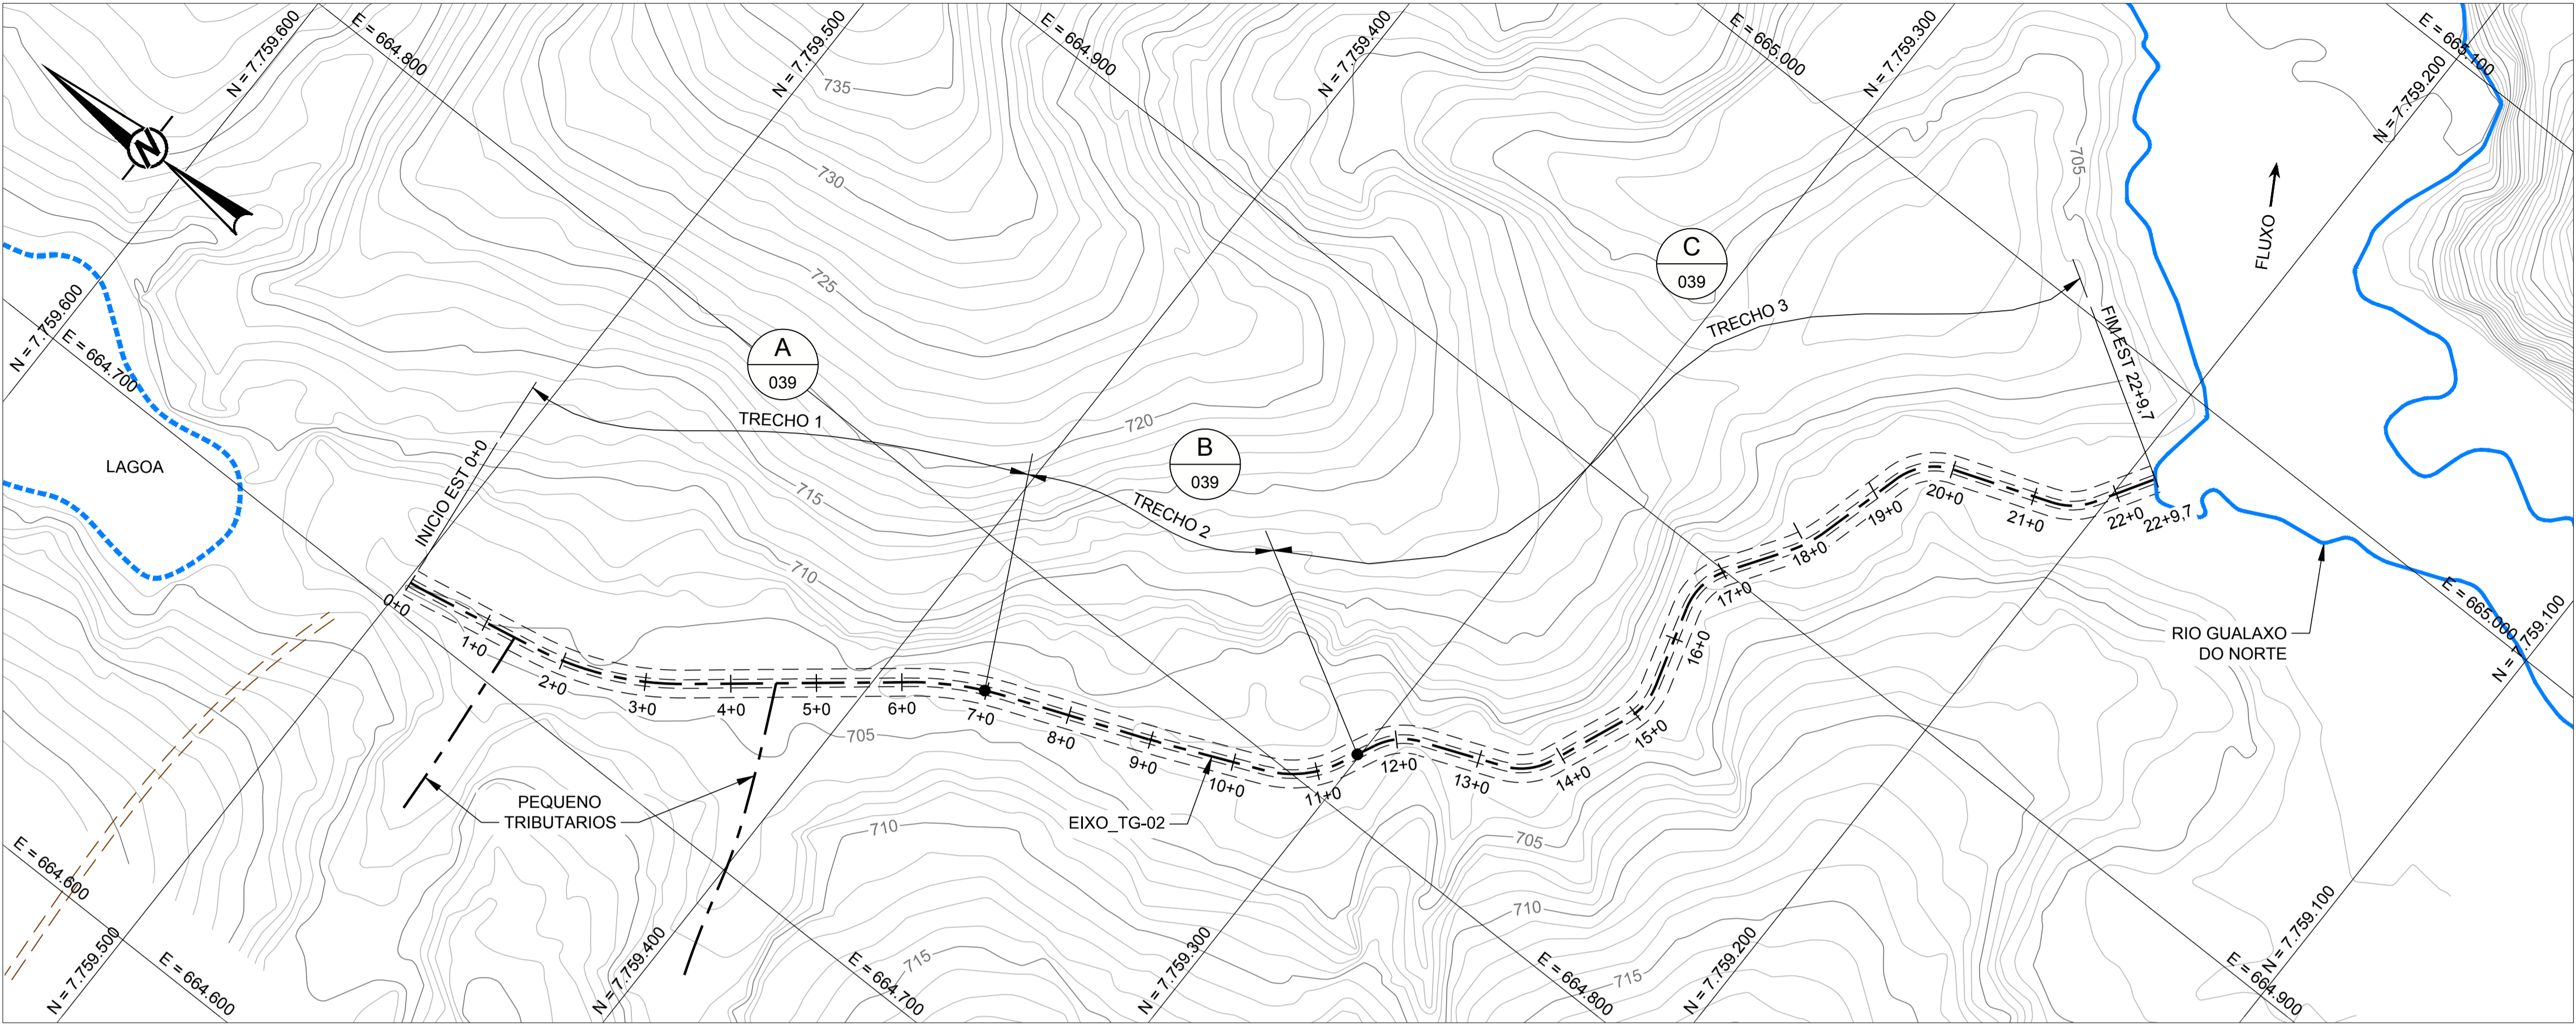 N = 7.759.600
E = 664.800
N = 7.759.500
E = 664.900
N = 7.759.400
E = 665.000
N = 7.759.300
E = 665.100
N = 7.759.200
735
N
730
705
FLUXO
725
C
039
N = 7.759.600
E = 664.700
TRECHO 3
FIM EST 22+9,7
A
039
TRECHO 1
720
B
039
LAGOA
INICIO EST 0+0
715
TRECHO 2
710
0+0
1+0
2+0
3+0
4+0
5+0
6+0
7+0
8+0
9+0
10+0
11+0
12+0
13+0
14+0
15+0
16+0
17+0
18+0
19+0
20+0
21+0
22+0
22+9,7
RIO GUALAXO
DO NORTE
E = 665.000
N = 7.759.100
705
PEQUENO
TRIBUTARIOS
EIXO_TG-02
710
705
E = 664.600
710
715
715
N = 7.759.500
E = 664.600
N = 7.759.400
E = 664.700
N = 7.759.300
E = 664.800
N = 7.759.200
E = 664.900
N = 7.759.100